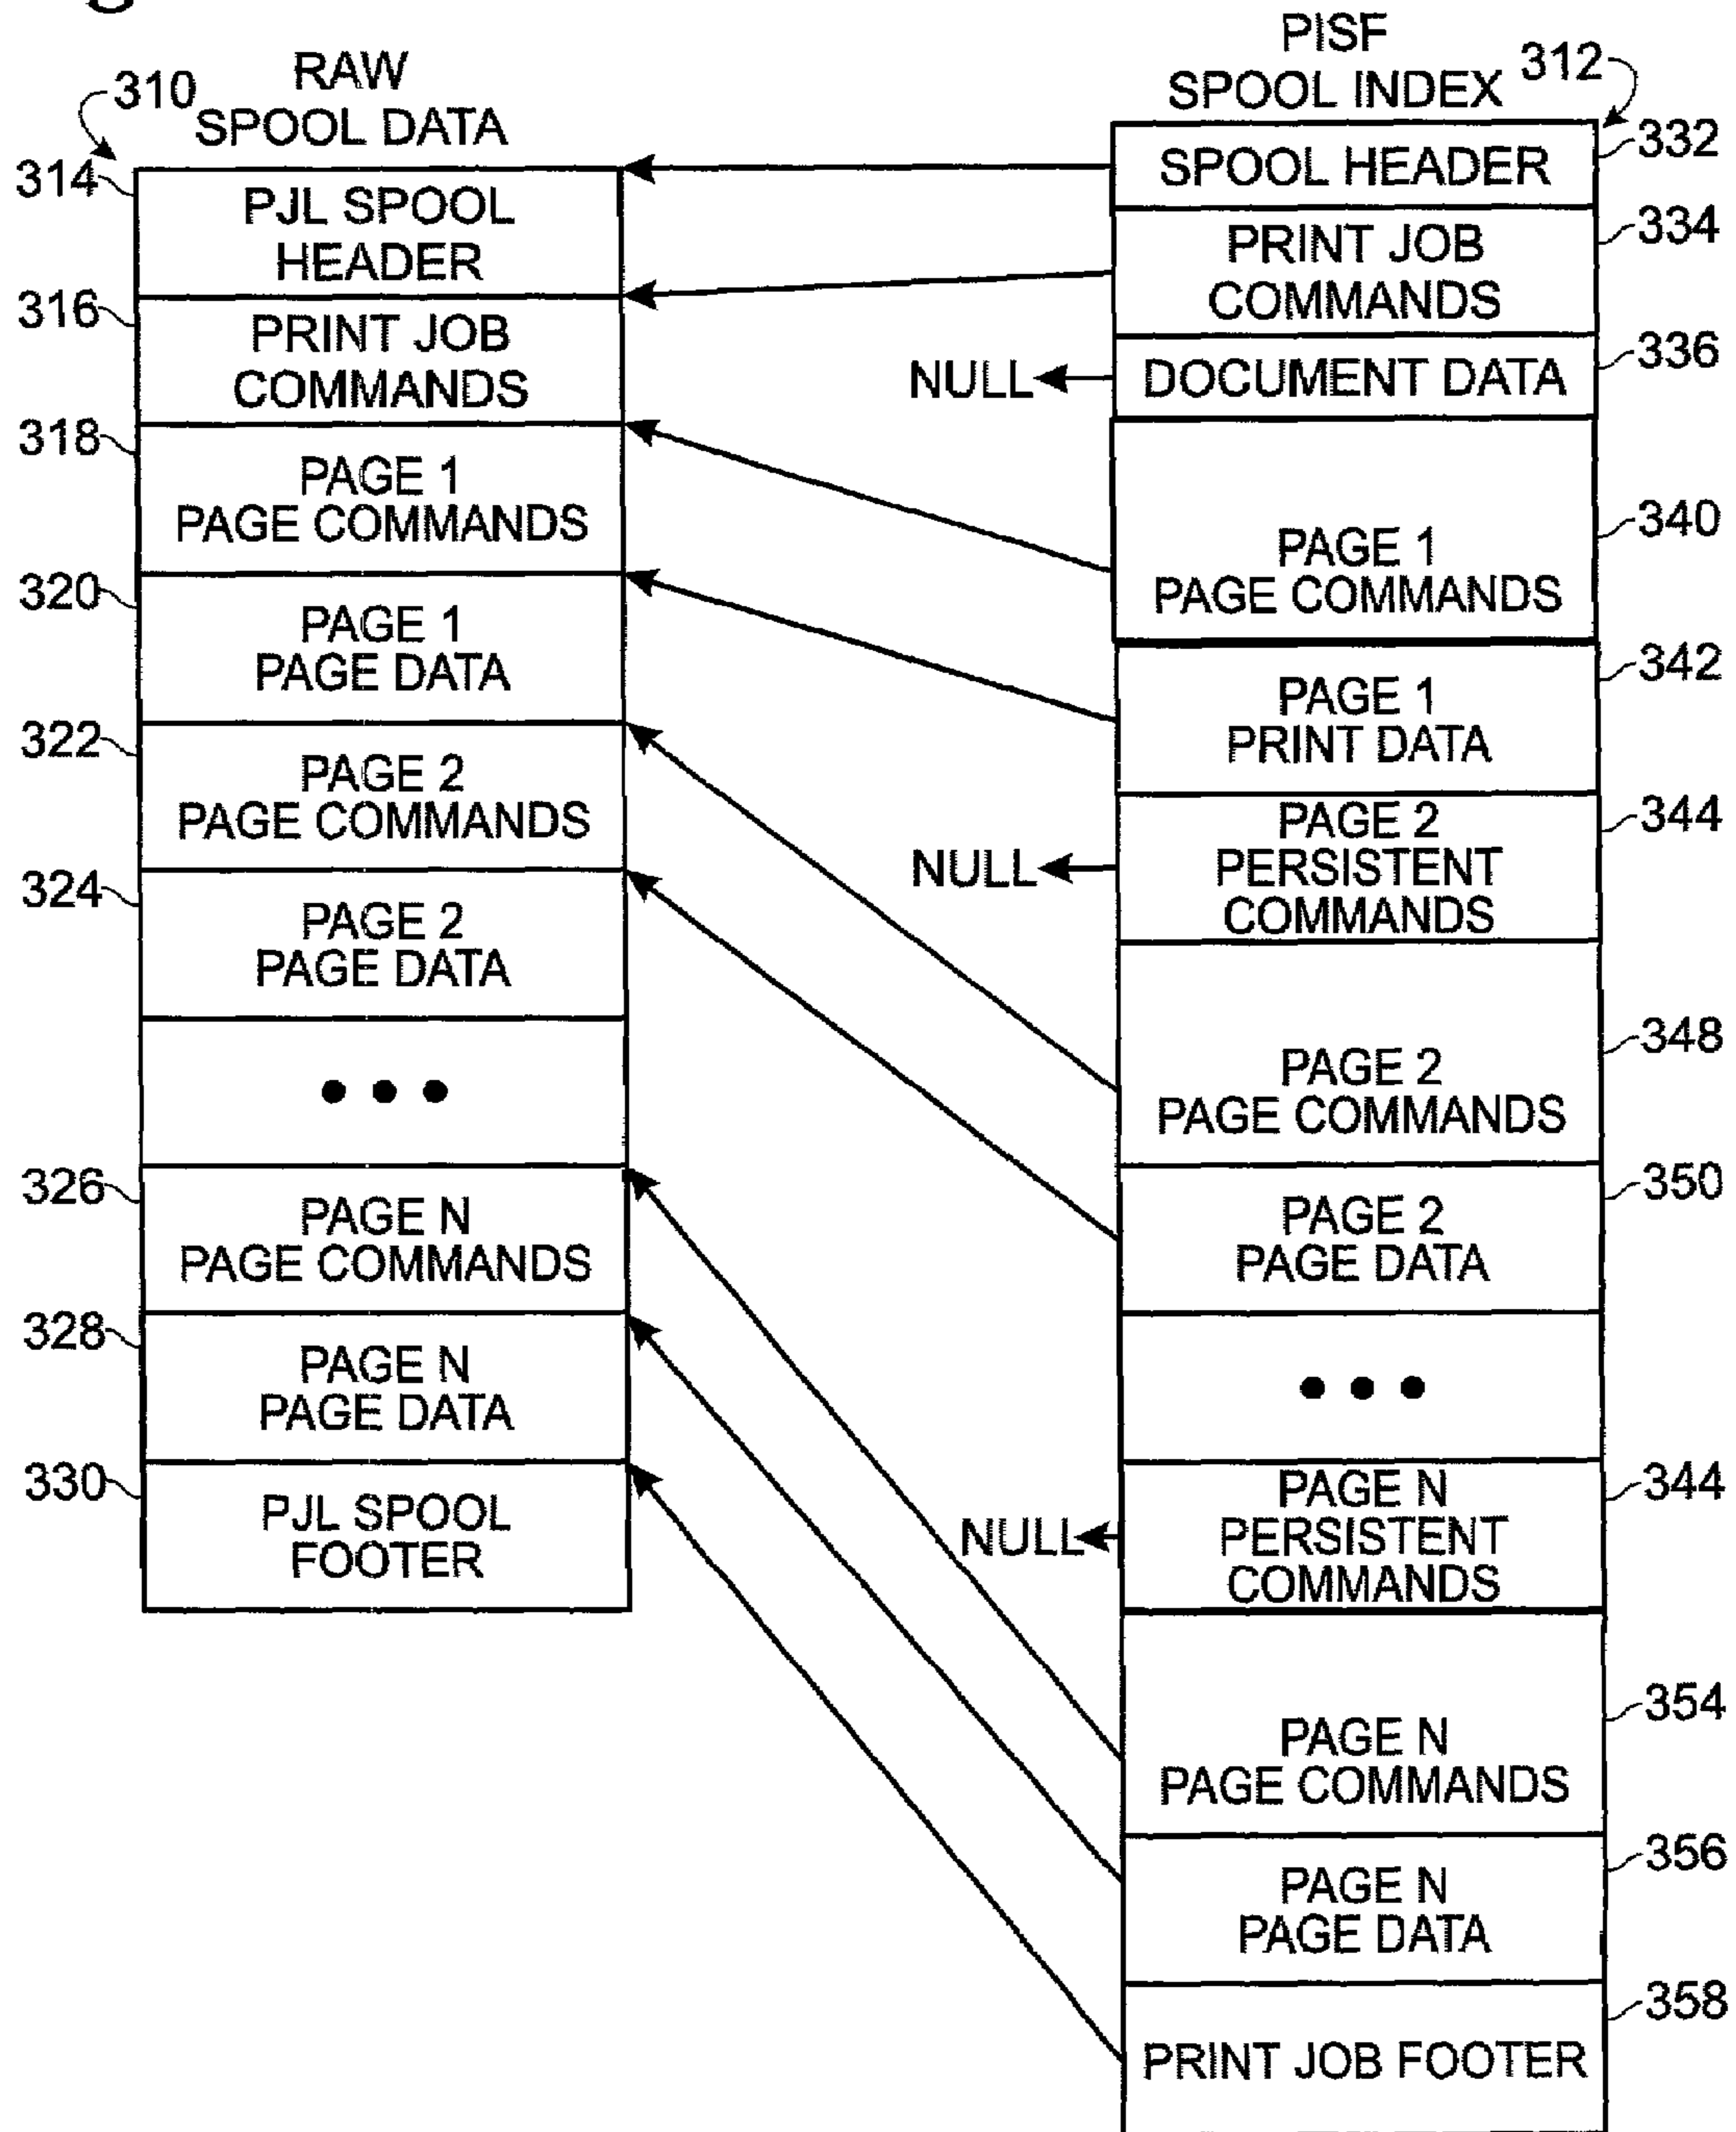 310
RAW
SPOOL DATA
314
PJL SPOOL
HEADER
316
PRINT JOB
COMMANDS
318
PAGE 1
PAGE COMMANDS
320
PAGE 1
PAGE DATA
322
PAGE 2
PAGE COMMANDS
324
PAGE 2
PAGE DATA
• • •
326
PAGE N
PAGE COMMANDS
328
PAGE N
PAGE DATA
330
PJL SPOOL
FOOTER
PISF
SPOOL INDEX
312
SPOOL HEADER
332
PRINT JOB
COMMANDS
334
NULL
DOCUMENT DATA
336
PAGE 1
PAGE COMMANDS
340
PAGE 1
PRINT DATA
342
NULL
PAGE 2
PERSISTENT
COMMANDS
344
PAGE 2
PAGE COMMANDS
348
PAGE 2
PAGE DATA
350
• • •
NULL
PAGE N
PERSISTENT
COMMANDS
344
PAGE N
PAGE COMMANDS
354
PAGE N
PAGE DATA
356
PRINT JOB FOOTER
358